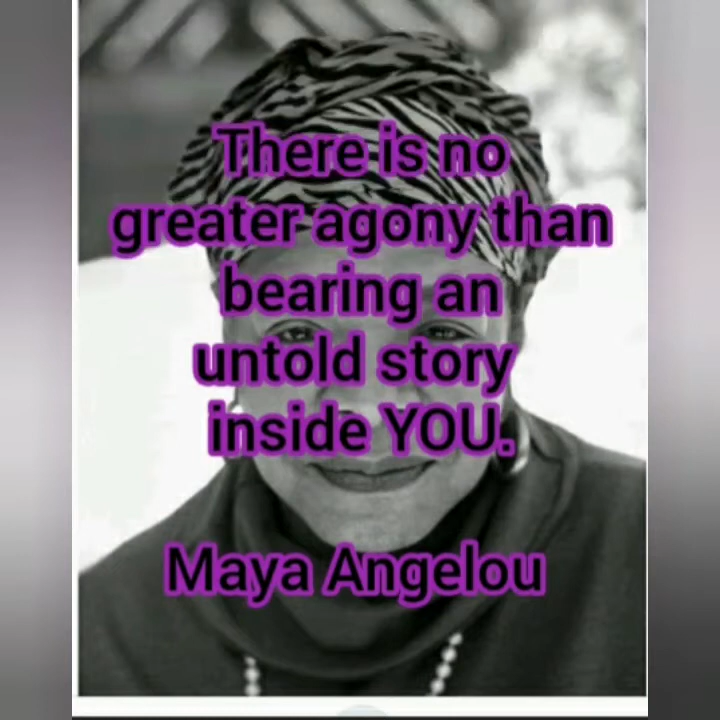 There is no
greater agony than
bearing an
untold story
inside YOU.
Maya Angelou